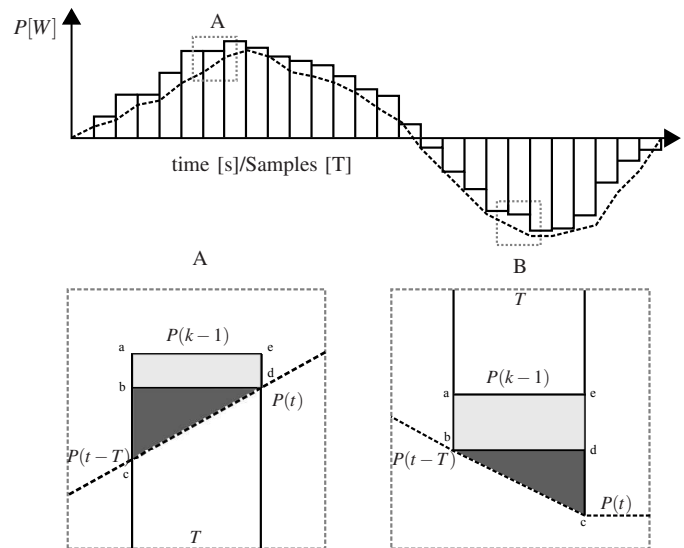 P[W]
A
time [s]/Samples [T]
A
B
a
P(k−1)
e
b
d
P(t)
P(t−T)
c
T
T
a
P(k−1)
e
b
d
P(t−T)
P(t)
c